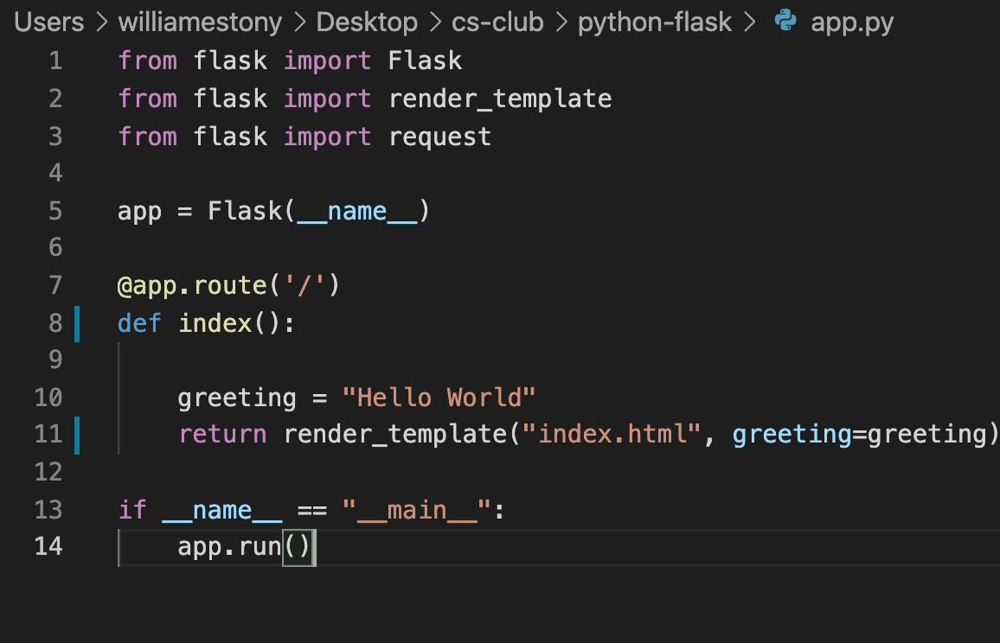 Users > williamestony > Desktop > cs-club > python-flask > app.py
1 from flask import Flask
2 from flask import render_template
3 from flask import request
4
5 app = Flask(__name__)
6
7 @app.route('/')
8 def index():
9
10     greeting = "Hello World"
11     return render_template("index.html", greeting=greeting)
12
13 if __name__ == "__main__":
14     app.run()